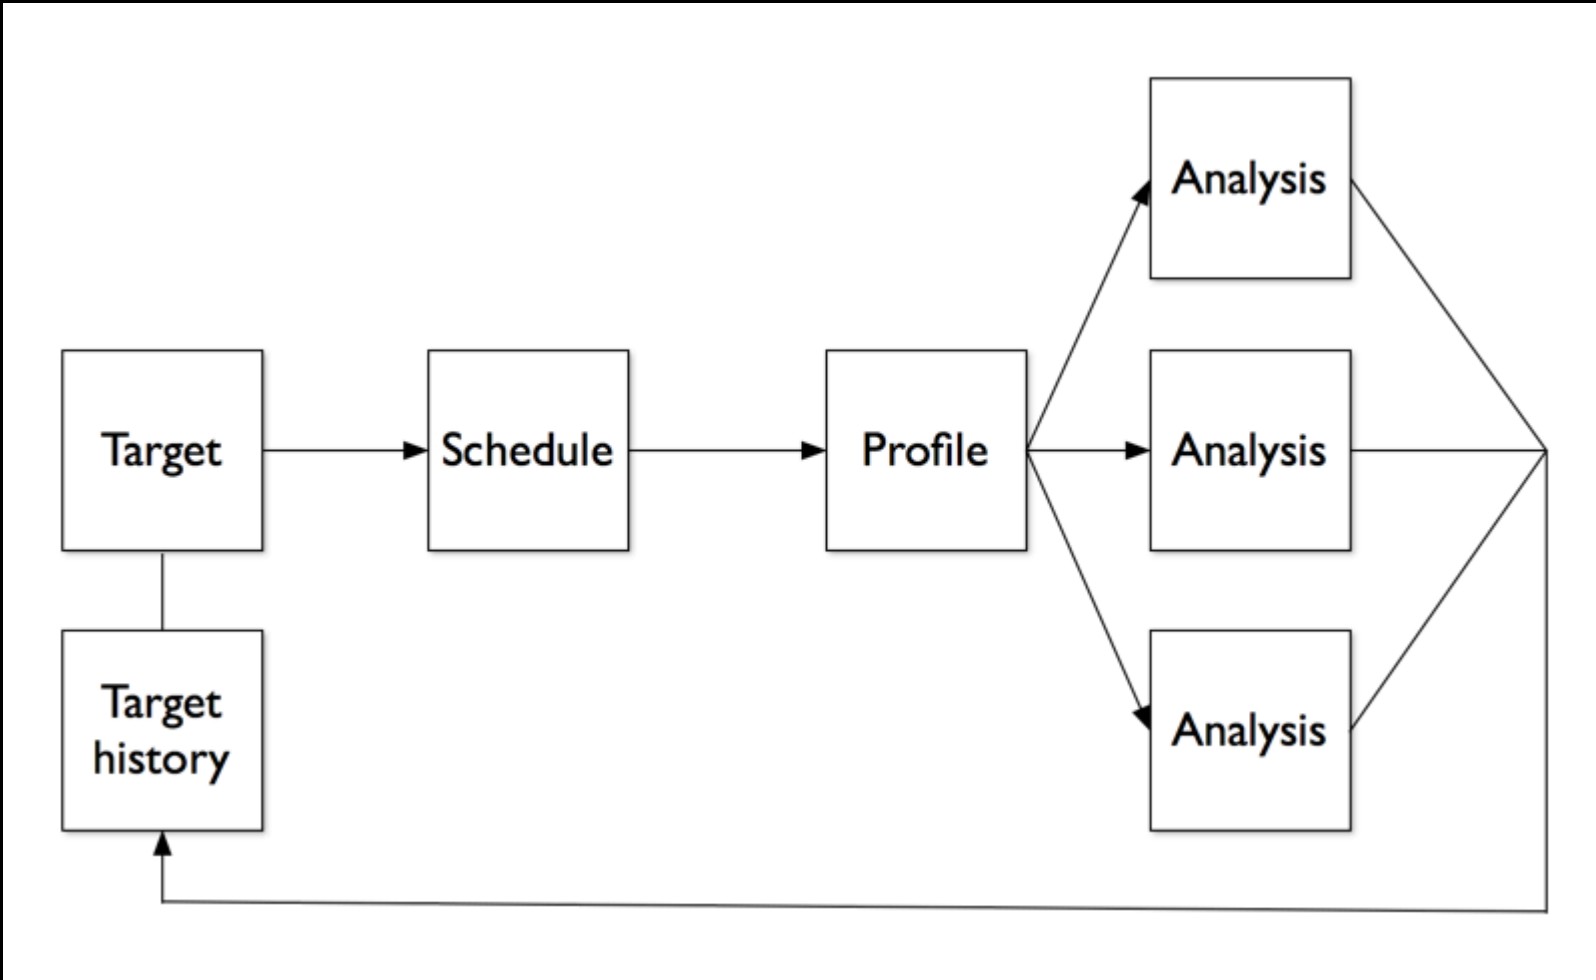 Analysis
Target
Schedule
Profile
Analysis
Target
history
Analysis